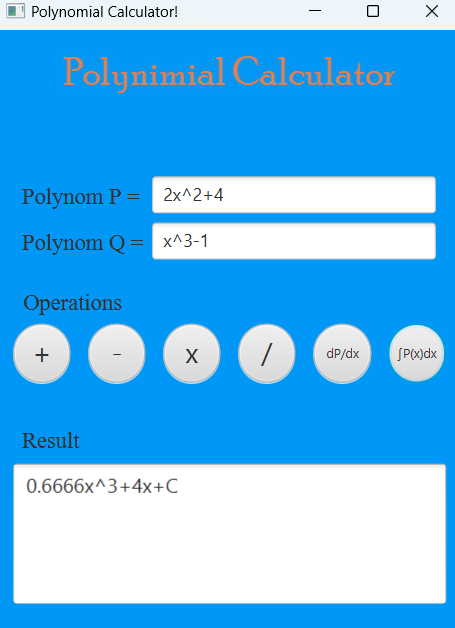 Polynomial Calculator!
Polynimial Calculator
Polynom P = 2x^2+4
Polynom Q = x^3-1
Operations
+ - x / dP/dx ∫P(x)dx
Result
0.6666x^3+4x+C